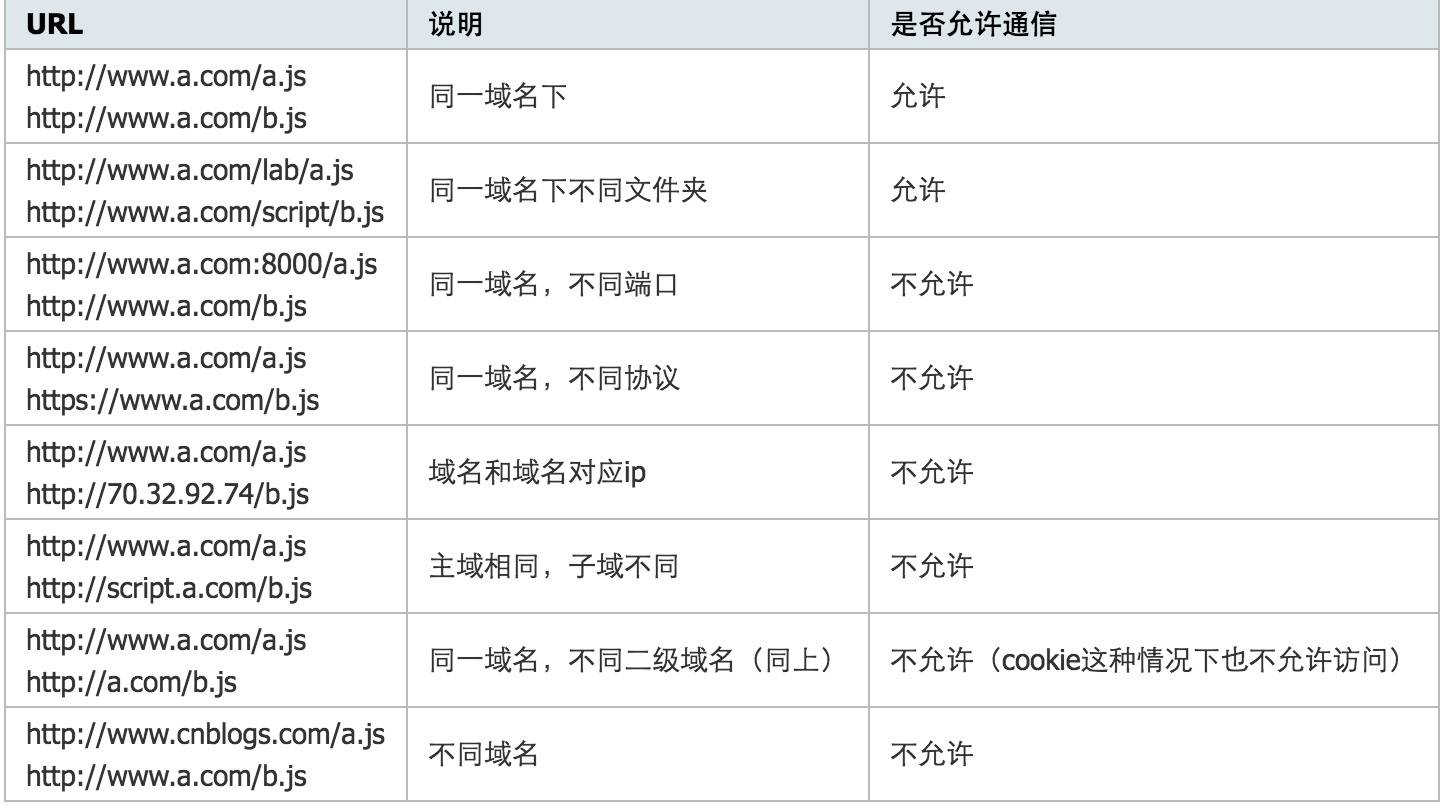 URL 说明 是否允许通信
http://www.a.com/a.js
http://www.a.com/b.js
同一域名下
允许
http://www.a.com/lab/a.js
http://www.a.com/script/b.js
同一域名下不同文件夹
允许
http://www.a.com:8000/a.js
http://www.a.com/b.js
同一域名，不同端口
不允许
http://www.a.com/a.js
https://www.a.com/b.js
同一域名，不同协议
不允许
http://www.a.com/a.js
http://70.32.92.74/b.js
域名和域名对应ip
不允许
http://www.a.com/a.js
http://script.a.com/b.js
主域相同，子域不同
不允许
http://www.a.com/a.js
http://a.com/b.js
同一域名，不同二级域名（同上）
不允许（cookie这种情况下也不允许访问）
http://www.cnblogs.com/a.js
http://www.a.com/b.js
不同域名
不允许